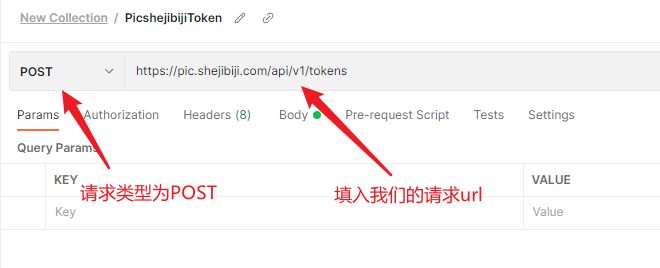 New Collection / PicshejibijiToken
POST https://pic.shejibiji.com/api/v1/tokens
Params Authorization Headers (8) Body Pre-request Script Tests Settings
Query Params
KEY VALUE
请求类型为POST 填入我们的请求url
Key Value